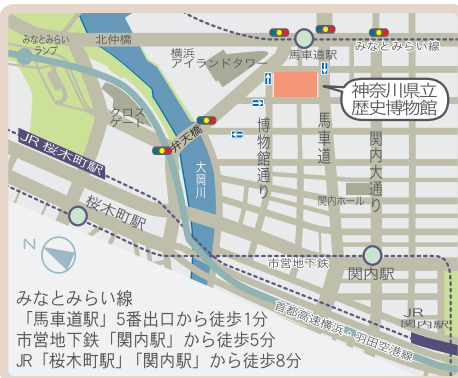 みなとみらい
ランプ
北仲橋
横浜
アイランドタワー
馬車道駅
みなとみらい線
神奈川県立
歴史博物館
クロス
ゲート
弁天橋
大岡川
博物館通り
馬車道
関内大通り
関内ホール
JR 桜木町駅
桜木町駅
N
市営地下鉄
関内駅
首都高速横浜・羽田空港線
JR
関内駅
みなとみらい線
「馬車道駅」5番出口から徒歩1分
市営地下鉄「関内駅」から徒歩5分
JR「桜木町駅」「関内駅」から徒歩8分